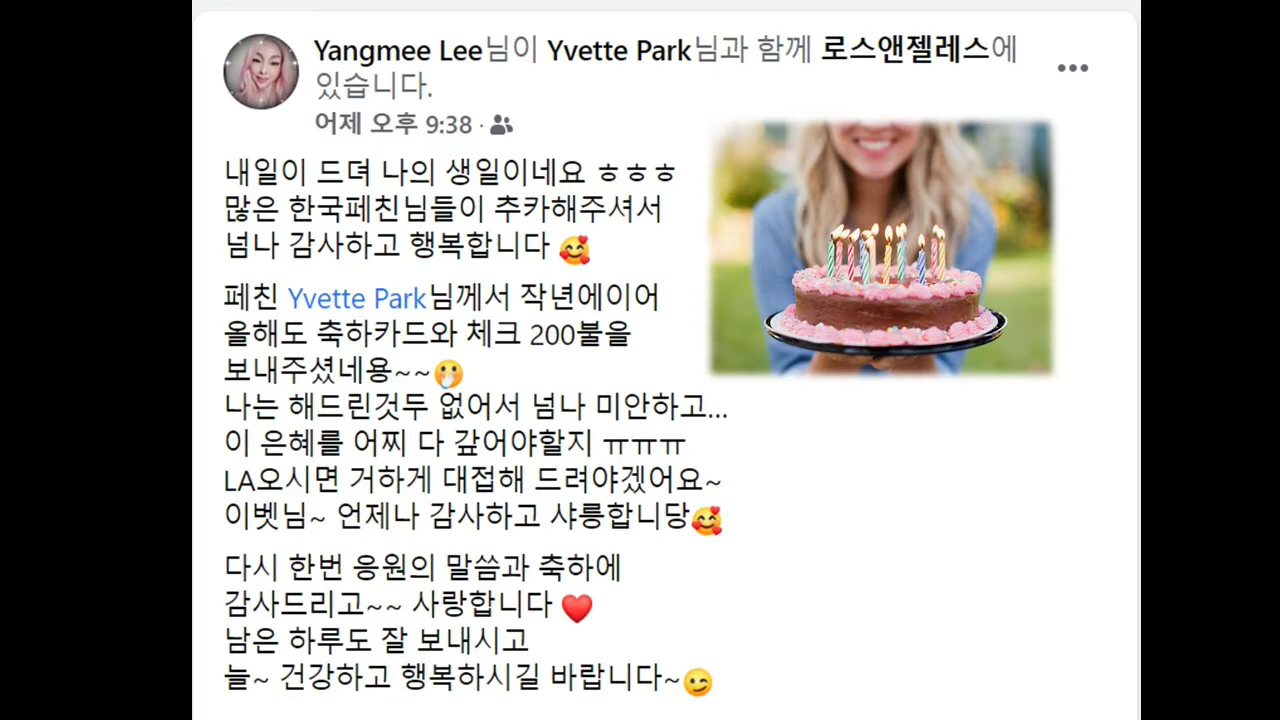 Yangmee Lee님이 Yvette Park님과 함께 로스앤젤레스에
있습니다.
어제 오후 9:38 ·
내일이 드뎌 나의 생일이네요 ㅎㅎㅎ
많은 한국페친님들이 추카해주셔서
넘나 감사하고 행복합니다 🥰
페친 Yvette Park님께서 작년에이어
올해도 축하카드와 체크 200불을
보내주셨네용~~🤭
나는 해드린것두 없어서 넘나 미안하고...
이 은혜를 어찌 다 갚어야할지 ㅠㅠㅠ
LA오시면 거하게 대접해 드려야겠어요~
이벳님~ 언제나 감사하고 샤릉합니당🥰
다시 한번 응원의 말씀과 축하에
감사드리고~~ 사랑합니다 ❤️
남은 하루도 잘 보내시고
늘~ 건강하고 행복하시길 바랍니다~😉